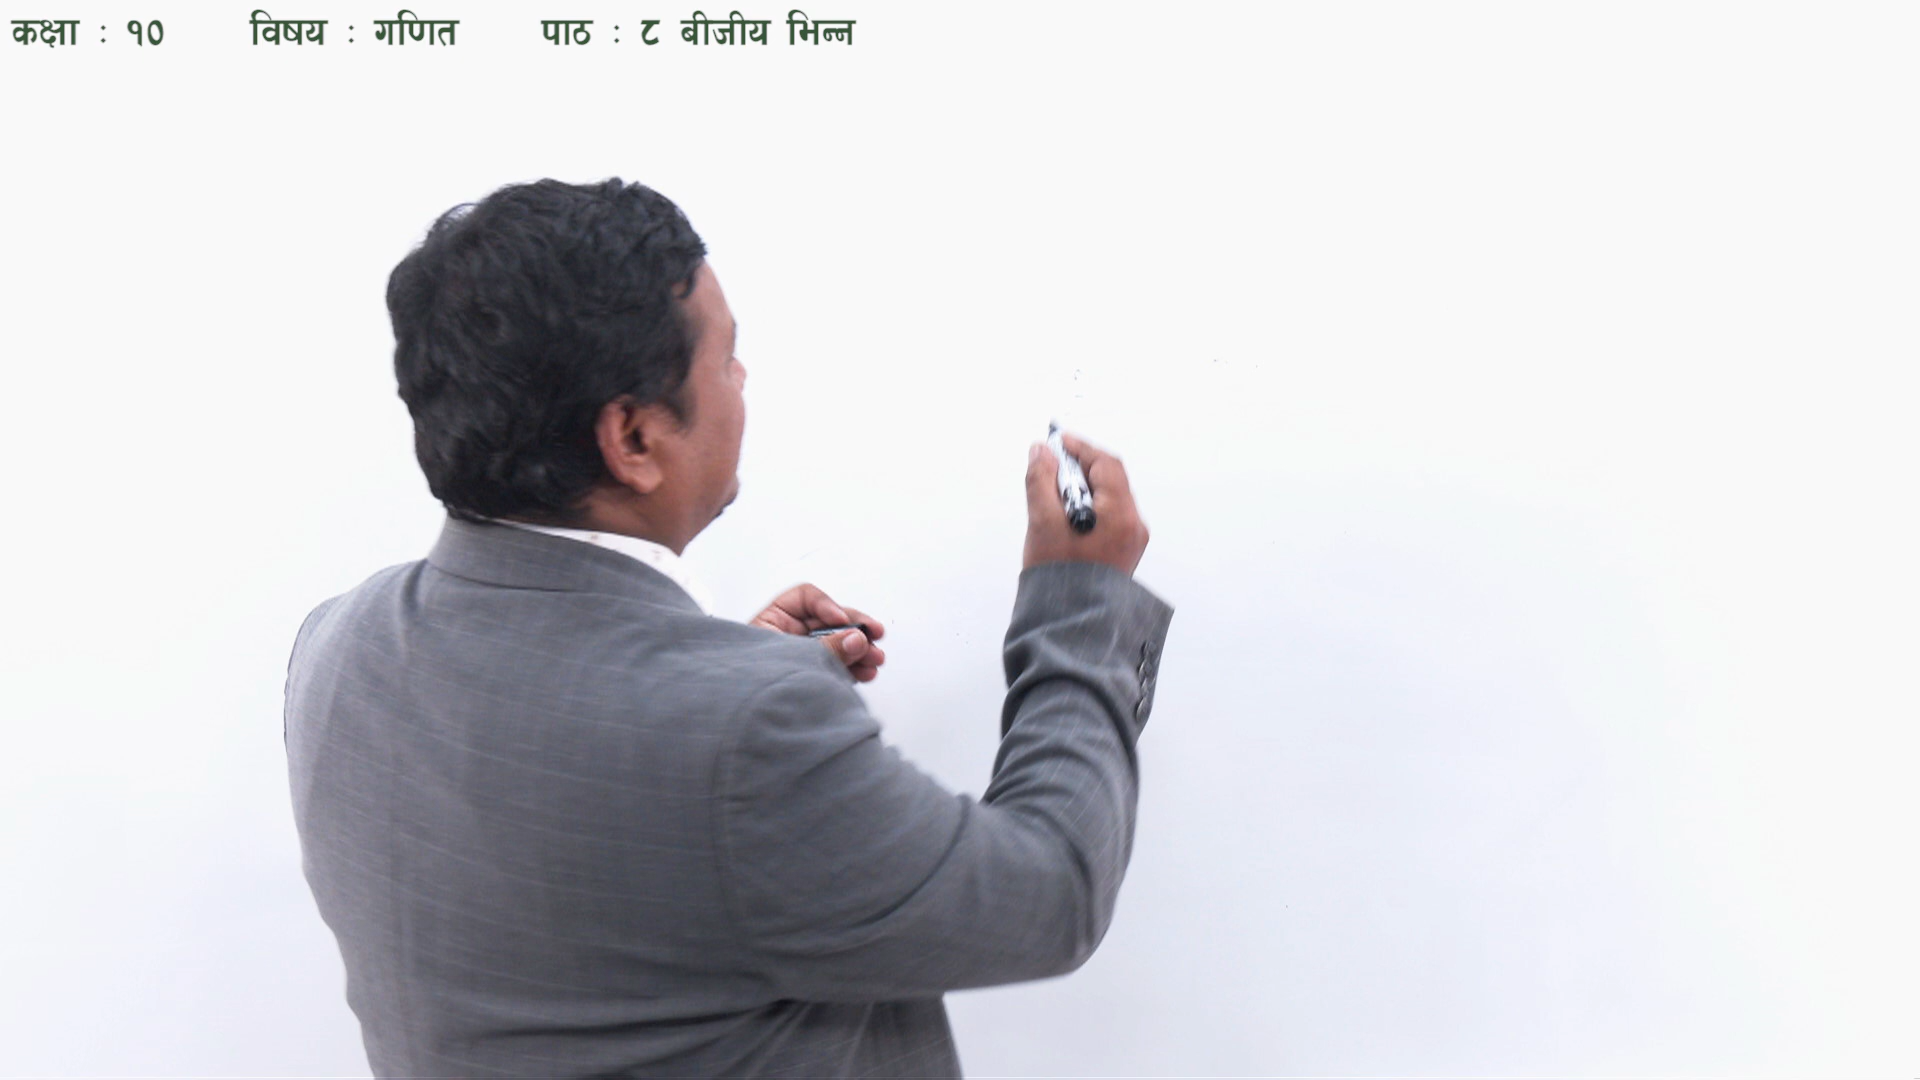 कक्षा : १० विषय : गणित पाठ : ८ बीजीय भिन्न